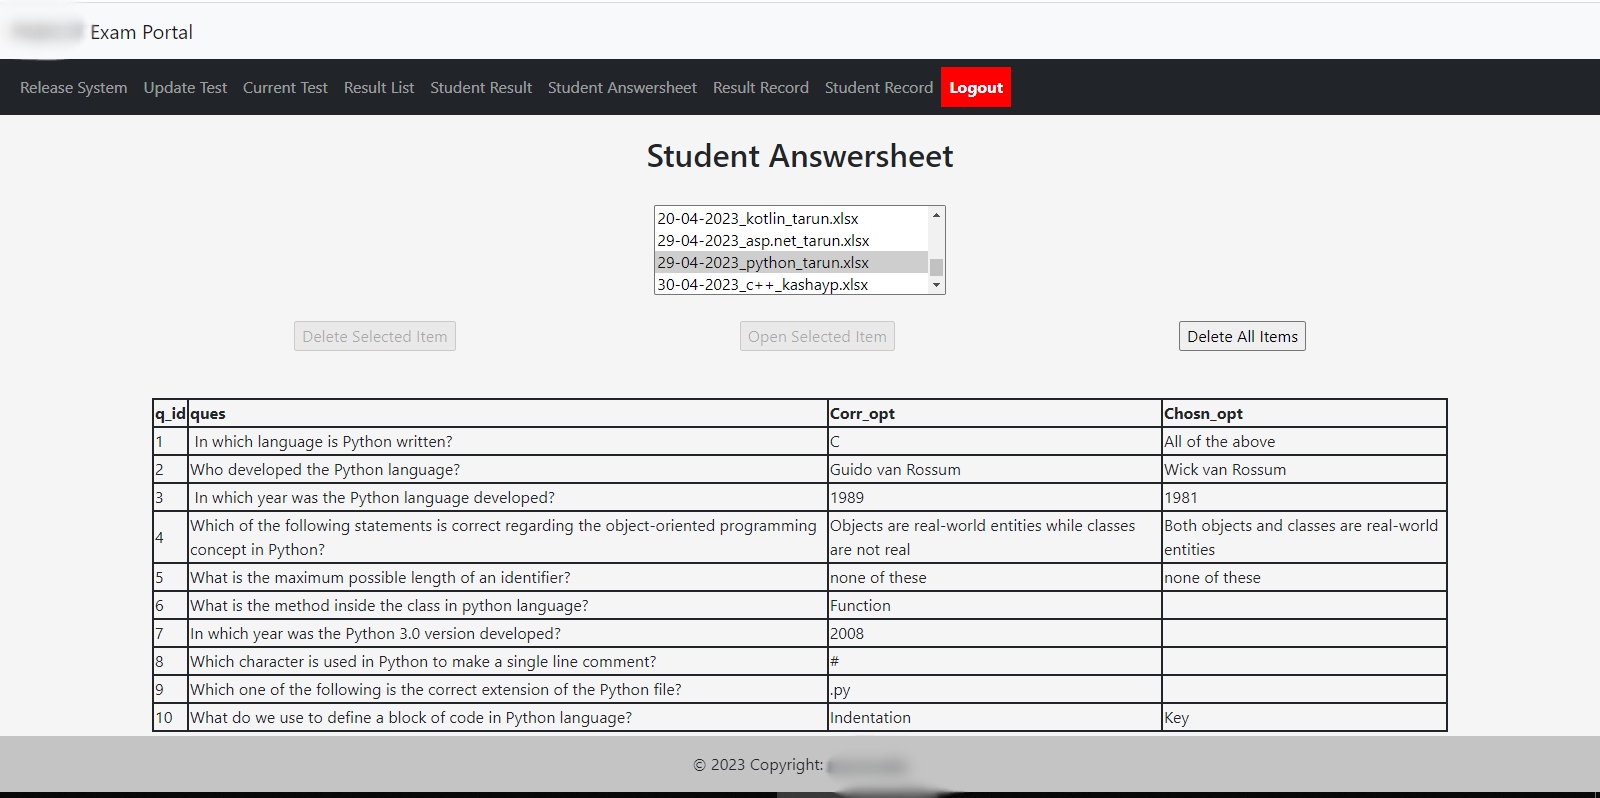 Exam Portal
Release System Update Test Current Test Result List Student Result Student Answersheet Result Record Student Record Logout
Student Answersheet
20-04-2023_kotlin_tarun.xlsx
29-04-2023_asp.net_tarun.xlsx
29-04-2023_python_tarun.xlsx
30-04-2023_c++_kashayp.xlsx
Delete Selected Item Open Selected Item Delete All Items
q_id ques Corr_opt Chosn_opt
1 In which language is Python written? C All of the above
2 Who developed the Python language? Guido van Rossum Wick van Rossum
3 In which year was the Python language developed? 1989 1981
4 Which of the following statements is correct regarding the object-oriented programming Objects are real-world entities while classes Both objects and classes are real-world
concept in Python? are not real entities
5 What is the maximum possible length of an identifier? none of these none of these
6 What is the method inside the class in python language? Function
7 In which year was the Python 3.0 version developed? 2008
8 Which character is used in Python to make a single line comment? #
9 Which one of the following is the correct extension of the Python file? .py
10 What do we use to define a block of code in Python language? Indentation Key
© 2023 Copyright: